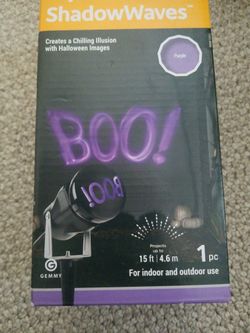 ShadowWaves™
Creates a Chilling Illusion
with Halloween Images
Purple
BOO!
BOO!
Projects
up to
15 ft | 4.6 m
1 pc
GEMMY
For indoor and outdoor use